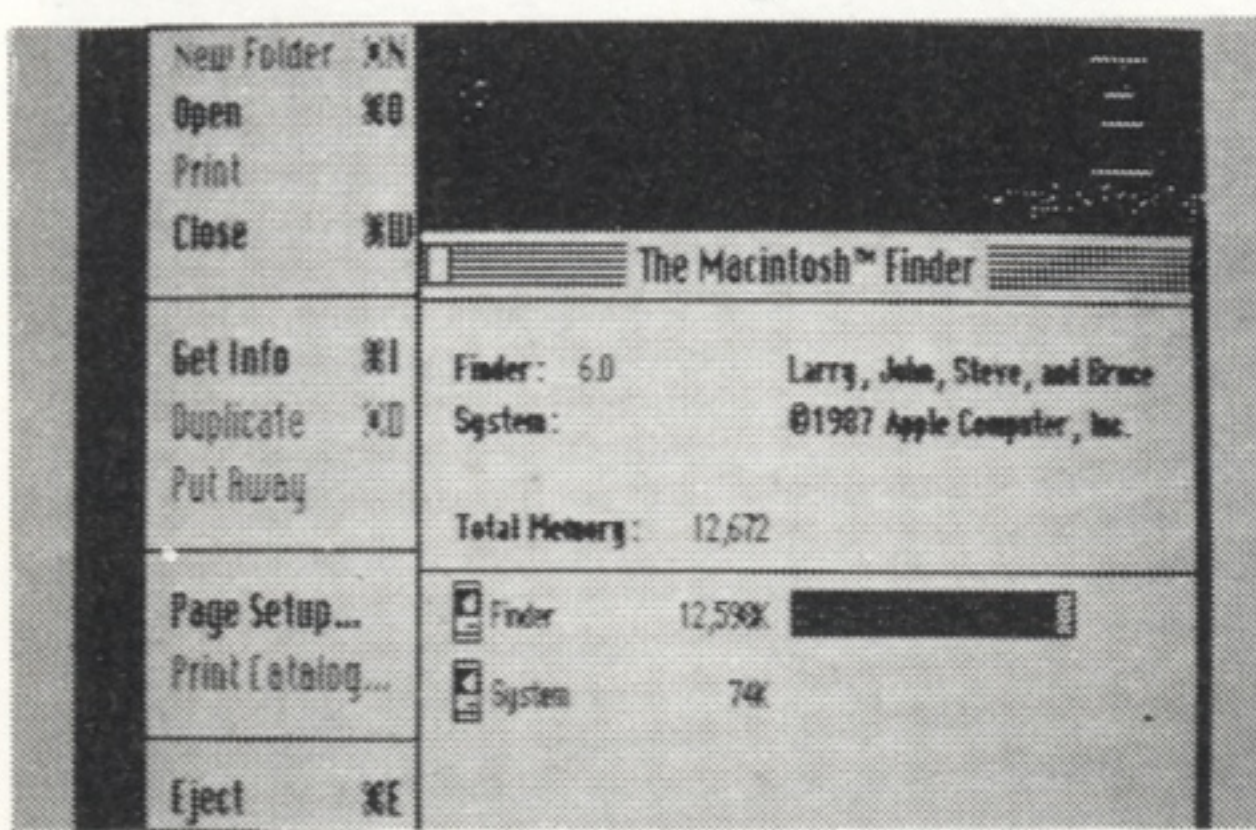 New Folder ⌘N
Open ⌘O
Print
Close ⌘W
Get Info ⌘I
Duplicate ⌘D
Put Away
Page Setup...
Print Catalog...
Eject ⌘E
The Macintosh™ Finder
Finder: 6.0
Larry, John, Steve, and Bruce
System:
©1987 Apple Computer, Inc.
Total Memory: 12,672
Finder 12,598K
System 74K